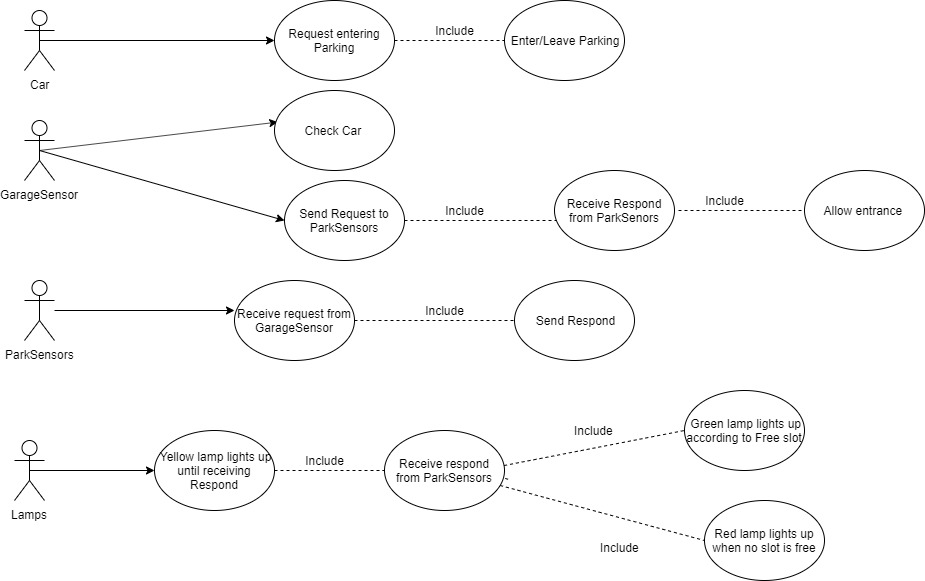 Request entering
Parking
Include
Enter/Leave Parking
Car
Check Car
GarageSensor
Send Request to
ParkSensors
Include
Receive Respond
from ParkSenors
Include
Allow entrance
ParkSensors
Receive request from
GarageSensor
Include
Send Respond
Lamps
Yellow lamp lights up
until receiving
Respond
Include
Receive respond
from ParkSensors
Include
Green lamp lights up
according to Free slot
Include
Red lamp lights up
when no slot is free